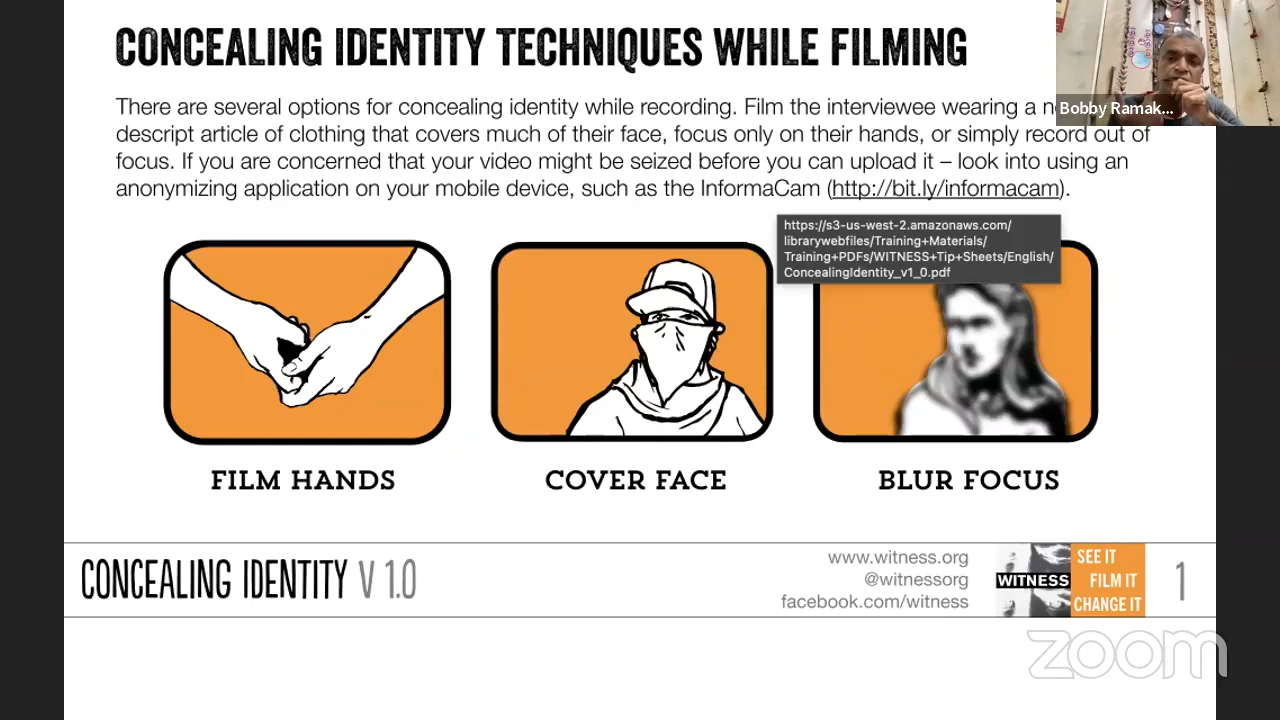 CONCEALING IDENTITY TECHNIQUES WHILE FILMING
There are several options for concealing identity while recording. Film the interviewee wearing a
descript article of clothing that covers much of their face, focus only on their hands, or simply record out of
focus. If you are concerned that your video might be seized before you can upload it – look into using an
anonymizing application on your mobile device, such as the InformaCam (http://bit.ly/informacam).
Bobby Ramak...
https://s3-us-west-2.amazonaws.com/
librarywebfiles/Training+Materials/
Training+PDFs/WITNESS+Tip+Sheets/English/
ConcealingIdentity_v1_0.pdf
FILM HANDS
COVER FACE
BLUR FOCUS
CONCEALING IDENTITY V 1.0
www.witness.org
@witnessorg
facebook.com/witness
WITNESS
SEE IT
FILM IT
CHANGE IT
1
zoom